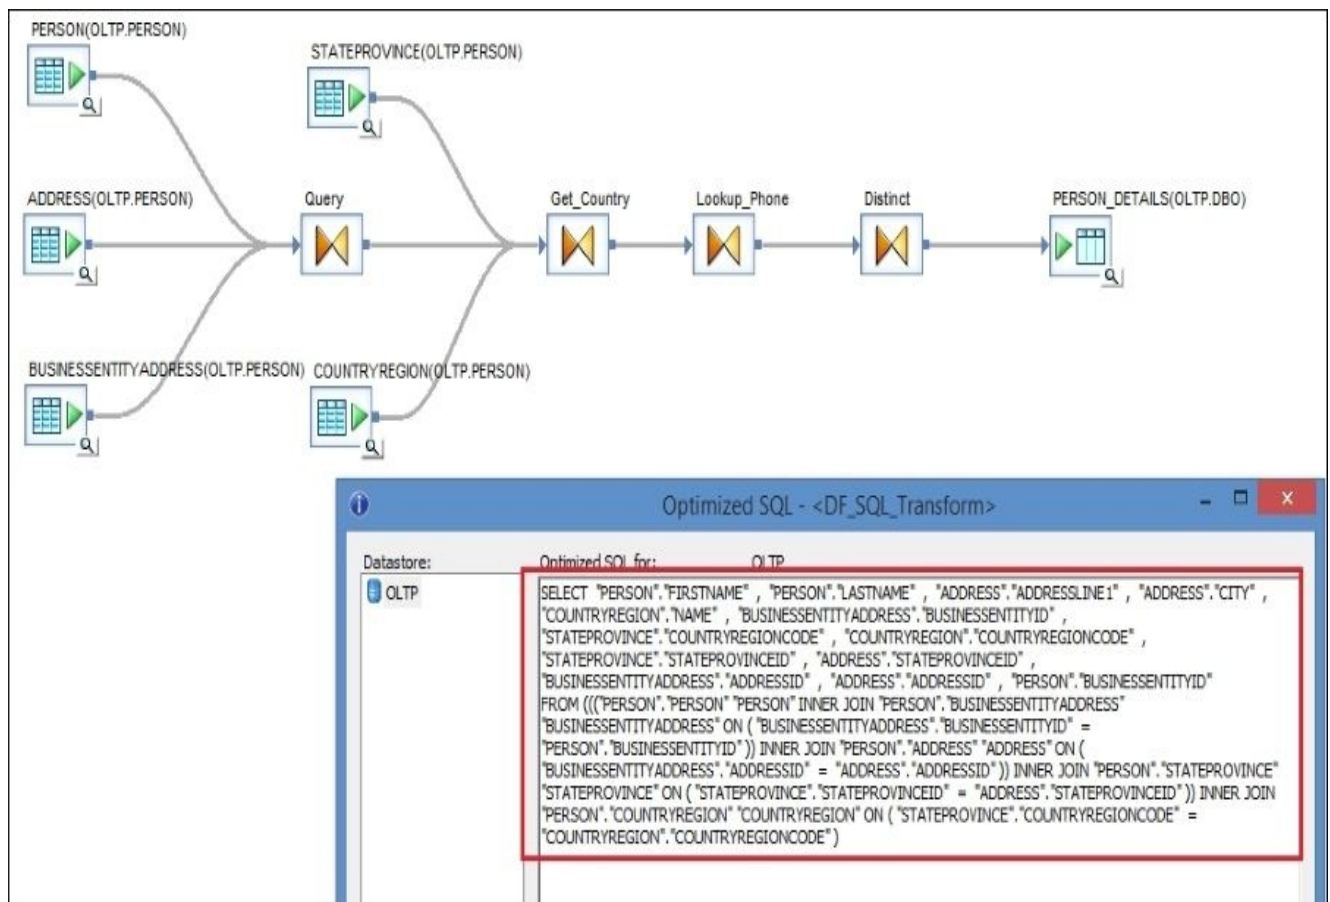 PERSON(OLTP.PERSON)
STATEPROVINCE(OLTP.PERSON)
ADDRESS(OLTP.PERSON)
Query
Get_Country
Lookup_Phone
Distinct
PERSON_DETAILS(OLTP.DBO)
BUSINESSENTITYADDRESS(OLTP.PERSON)
COUNTRYREGION(OLTP.PERSON)
Optimized SQL - <DF_SQL_Transform>
Datastore:
Optimized SQL for: OLTP
OLTP
SELECT "PERSON"."FIRSTNAME" , "PERSON"."LASTNAME" , "ADDRESS"."ADDRESSLINE1" , "ADDRESS"."CITY" ,
"COUNTRYREGION"."NAME" , "BUSINESSENTITYADDRESS"."BUSINESSENTITYID" ,
"STATEPROVINCE"."COUNTRYREGIONCODE" , "COUNTRYREGION"."COUNTRYREGIONCODE" ,
"STATEPROVINCE"."STATEPROVINCEID" , "ADDRESS"."STATEPROVINCEID" ,
"BUSINESSENTITYADDRESS"."ADDRESSID" , "ADDRESS"."ADDRESSID" , "PERSON"."BUSINESSENTITYID"
FROM ((("PERSON"."PERSON" "PERSON" INNER JOIN "PERSON"."BUSINESSENTITYADDRESS"
"BUSINESSENTITYADDRESS" ON ( "BUSINESSENTITYADDRESS"."BUSINESSENTITYID" =
"PERSON"."BUSINESSENTITYID" )) INNER JOIN "PERSON"."ADDRESS" "ADDRESS" ON (
"BUSINESSENTITYADDRESS"."ADDRESSID" = "ADDRESS"."ADDRESSID" )) INNER JOIN "PERSON"."STATEPROVINCE"
"STATEPROVINCE" ON ( "STATEPROVINCE"."STATEPROVINCEID" = "ADDRESS"."STATEPROVINCEID" )) INNER JOIN
"PERSON"."COUNTRYREGION" "COUNTRYREGION" ON ( "STATEPROVINCE"."COUNTRYREGIONCODE" =
"COUNTRYREGION"."COUNTRYREGIONCODE" )